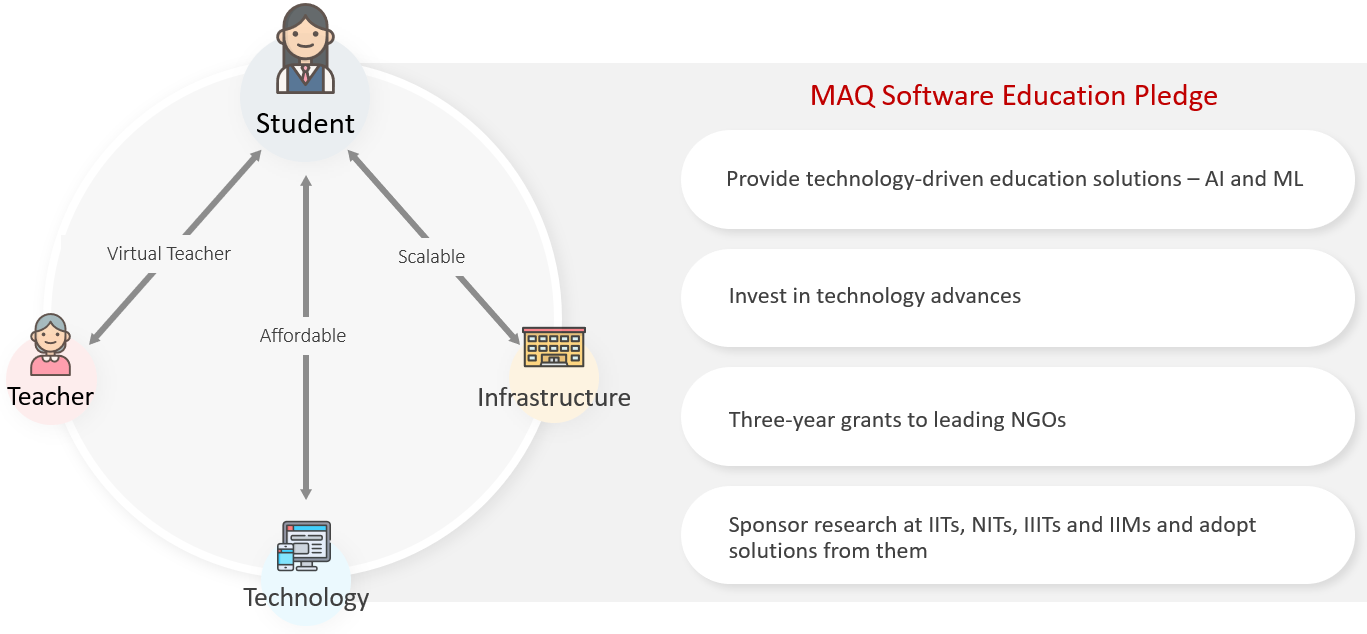 Student
Virtual Teacher
Scalable
Affordable
Teacher
Infrastructure
Technology
MAQ Software Education Pledge
Provide technology-driven education solutions – AI and ML
Invest in technology advances
Three-year grants to leading NGOs
Sponsor research at IITs, NITs, IIITs and IIMs and adopt
solutions from them